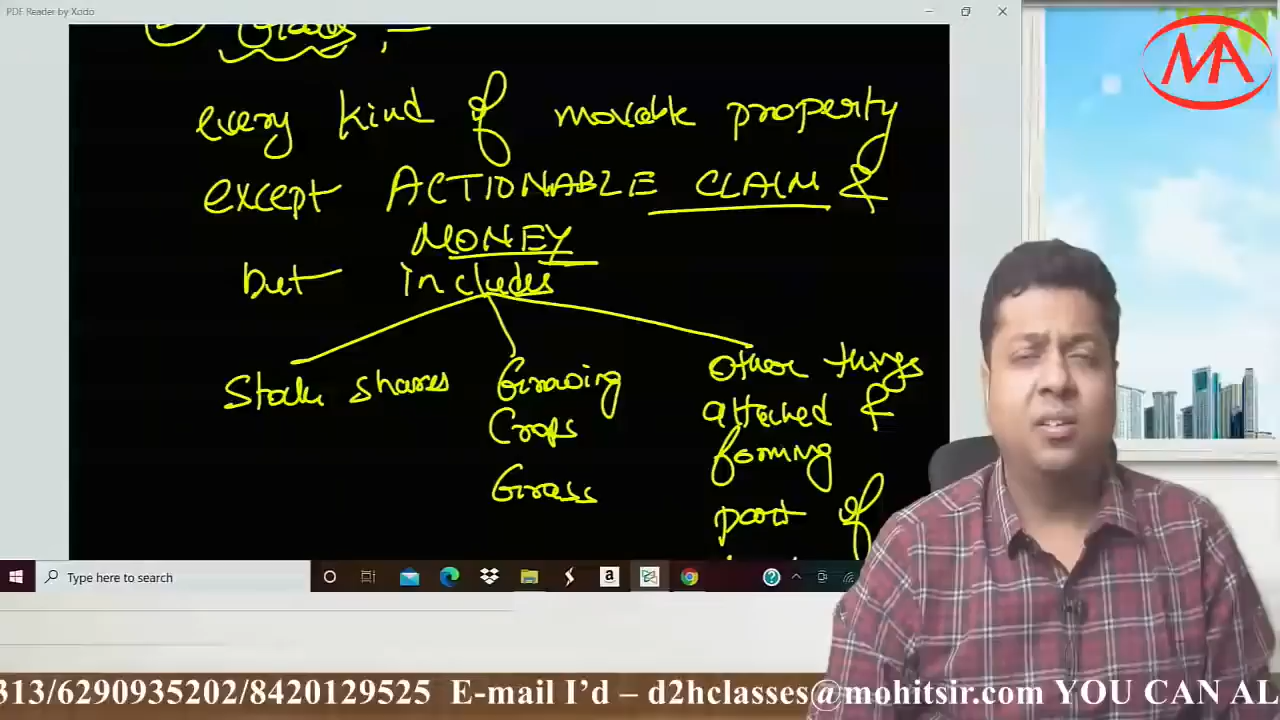 PDF Reader by Xodo
MA
Goods :-
every kind of movable property
except ACTIONABLE CLAIM &
MONEY
but includes
Stock shares
Growing
Crops
Grass
Other things
attached &
forming
part of
Type here to search
313/6290935202/8420129525 E-mail I'd – d2hclasses@mohitsir.com YOU CAN AL